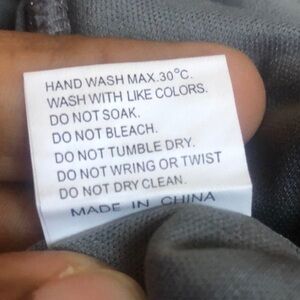 HAND WASH MAX.30°C.
WASH WITH LIKE COLORS.
DO NOT SOAK.
DO NOT BLEACH.
DO NOT TUMBLE DRY.
DO NOT WRING OR TWIST
DO NOT DRY CLEAN.
MADE IN CHINA